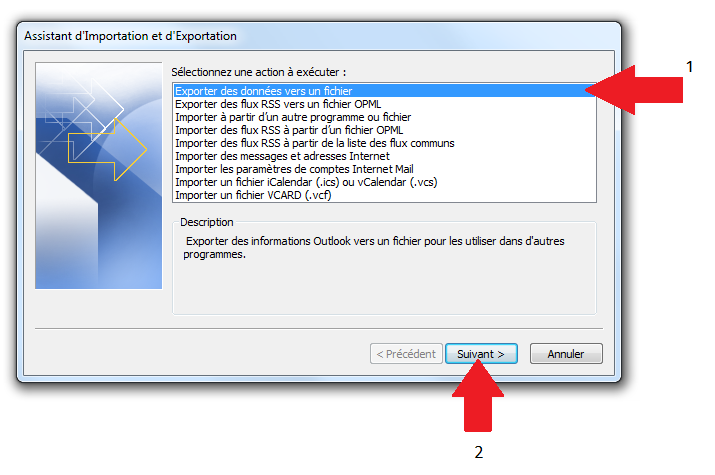 Assistant d'Importation et d'Exportation
1
Sélectionnez une action à exécuter :
Exporter des données vers un fichier
Exporter des flux RSS vers un fichier OPML
Importer à partir d'un autre programme ou fichier
Importer des flux RSS à partir d'un fichier OPML
Importer des flux RSS à partir de la liste des flux communs
Importer des messages et adresses Internet
Importer les paramètres de comptes Internet Mail
Importer un fichier iCalendar (.ics) ou vCalendar (.vcs)
Importer un fichier VCARD (.vcf)
Description
Exporter des informations Outlook vers un fichier pour les utiliser dans d'autres
programmes.
< Précédent Suivant > Annuler
2